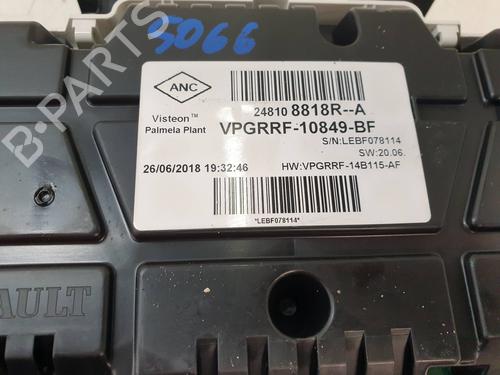 5066
B-PARTS
ANC
24810 8818R--A
Visteon™
Palmela Plant
VPGRRF-10849-BF
S/N:LEBF078114
SW:20.06.
26/06/2018 19:32:46
HW:VPGRRF-14B115-AF
*LEBF078114*
AULT